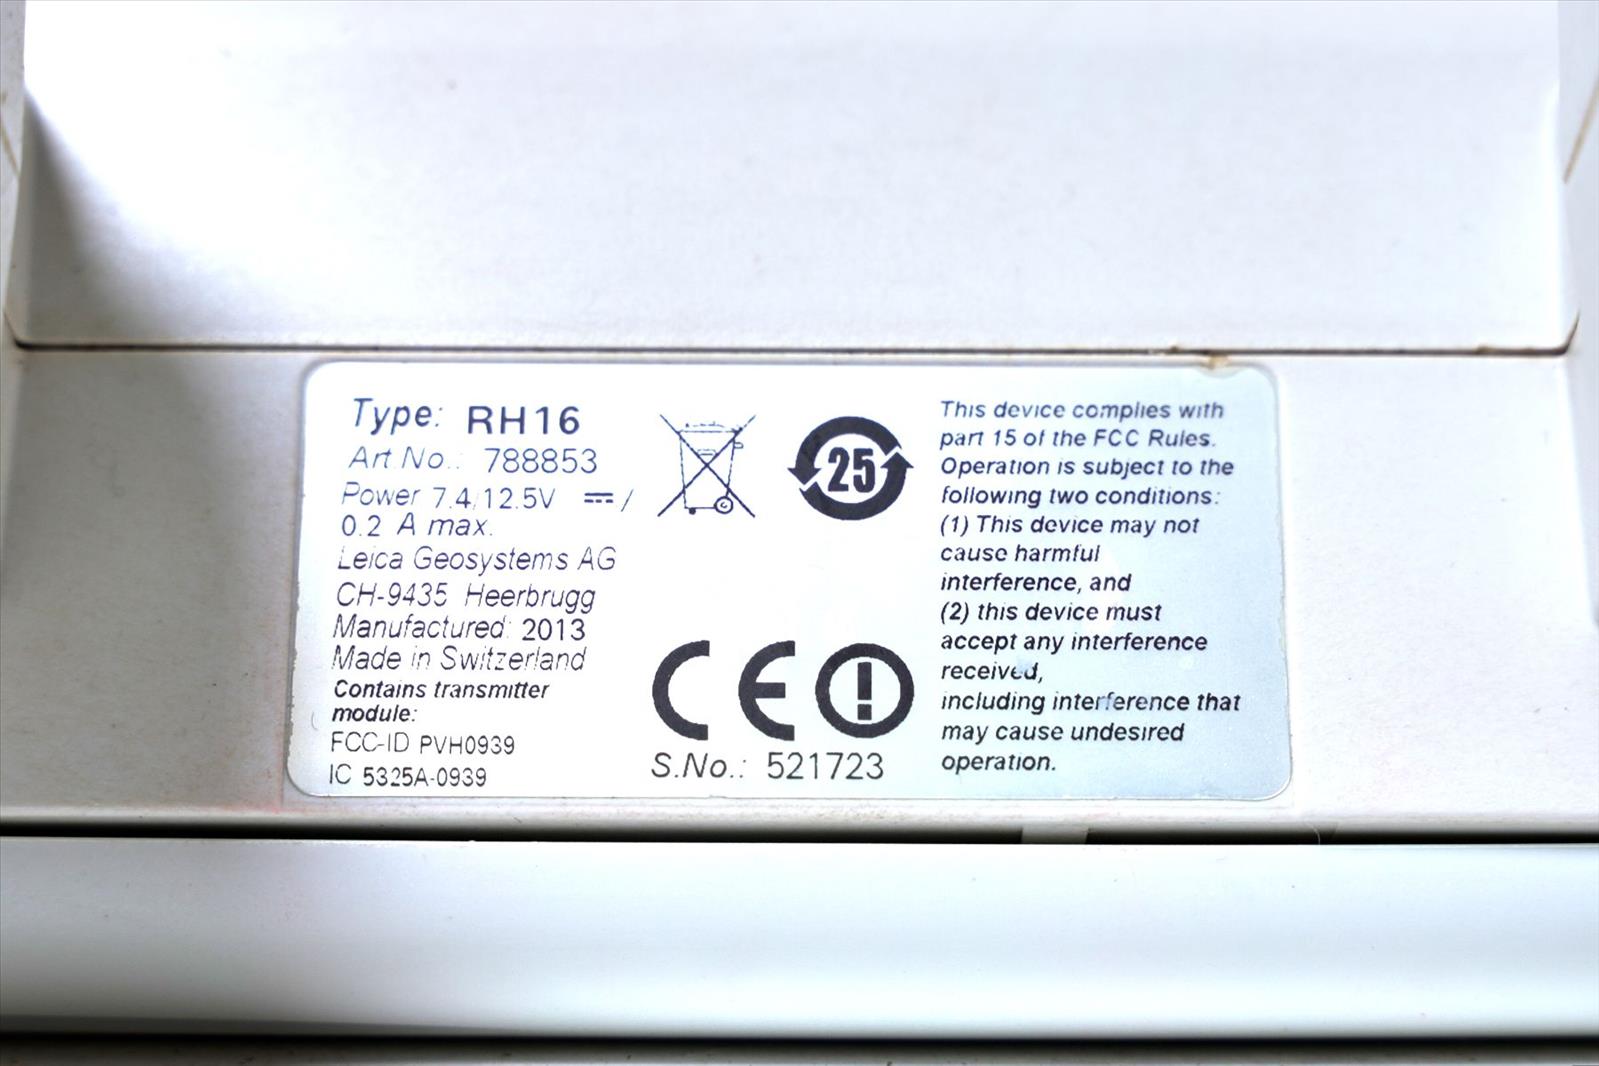 Type: RH16
Art.No.: 788853
Power 7.4/12.5V ⎓ /
0.2 A max.
Leica Geosystems AG
CH-9435 Heerbrugg
Manufactured: 2013
Made in Switzerland
Contains transmitter
module:
FCC-ID PVH0939
IC 5325A-0939
25
CE
S.No.: 521723
This device complies with
part 15 of the FCC Rules.
Operation is subject to the
following two conditions:
(1) This device may not
cause harmful
interference, and
(2) this device must
accept any interference
received,
including interference that
may cause undesired
operation.